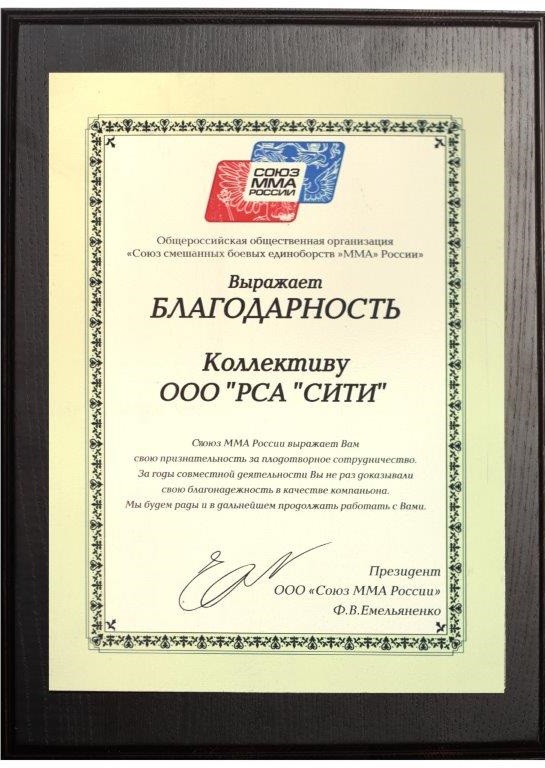 СОЮЗ
ММА
РОССИИ
Общероссийская общественная организация
«Союз смешанных боевых единоборств »ММА» России»
Выражает
БЛАГОДАРНОСТЬ
Коллективу
ООО "РСА "СИТИ"
Союз ММА России выражает Вам
свою признательность за плодотворное сотрудничество.
За годы совместной деятельности Вы не раз доказывали
свою благонадежность в качестве компаньона.
Мы будем рады и в дальнейшем продолжать работать с Вами.
Президент
ООО «Союз ММА России»
Ф.В.Емельяненко